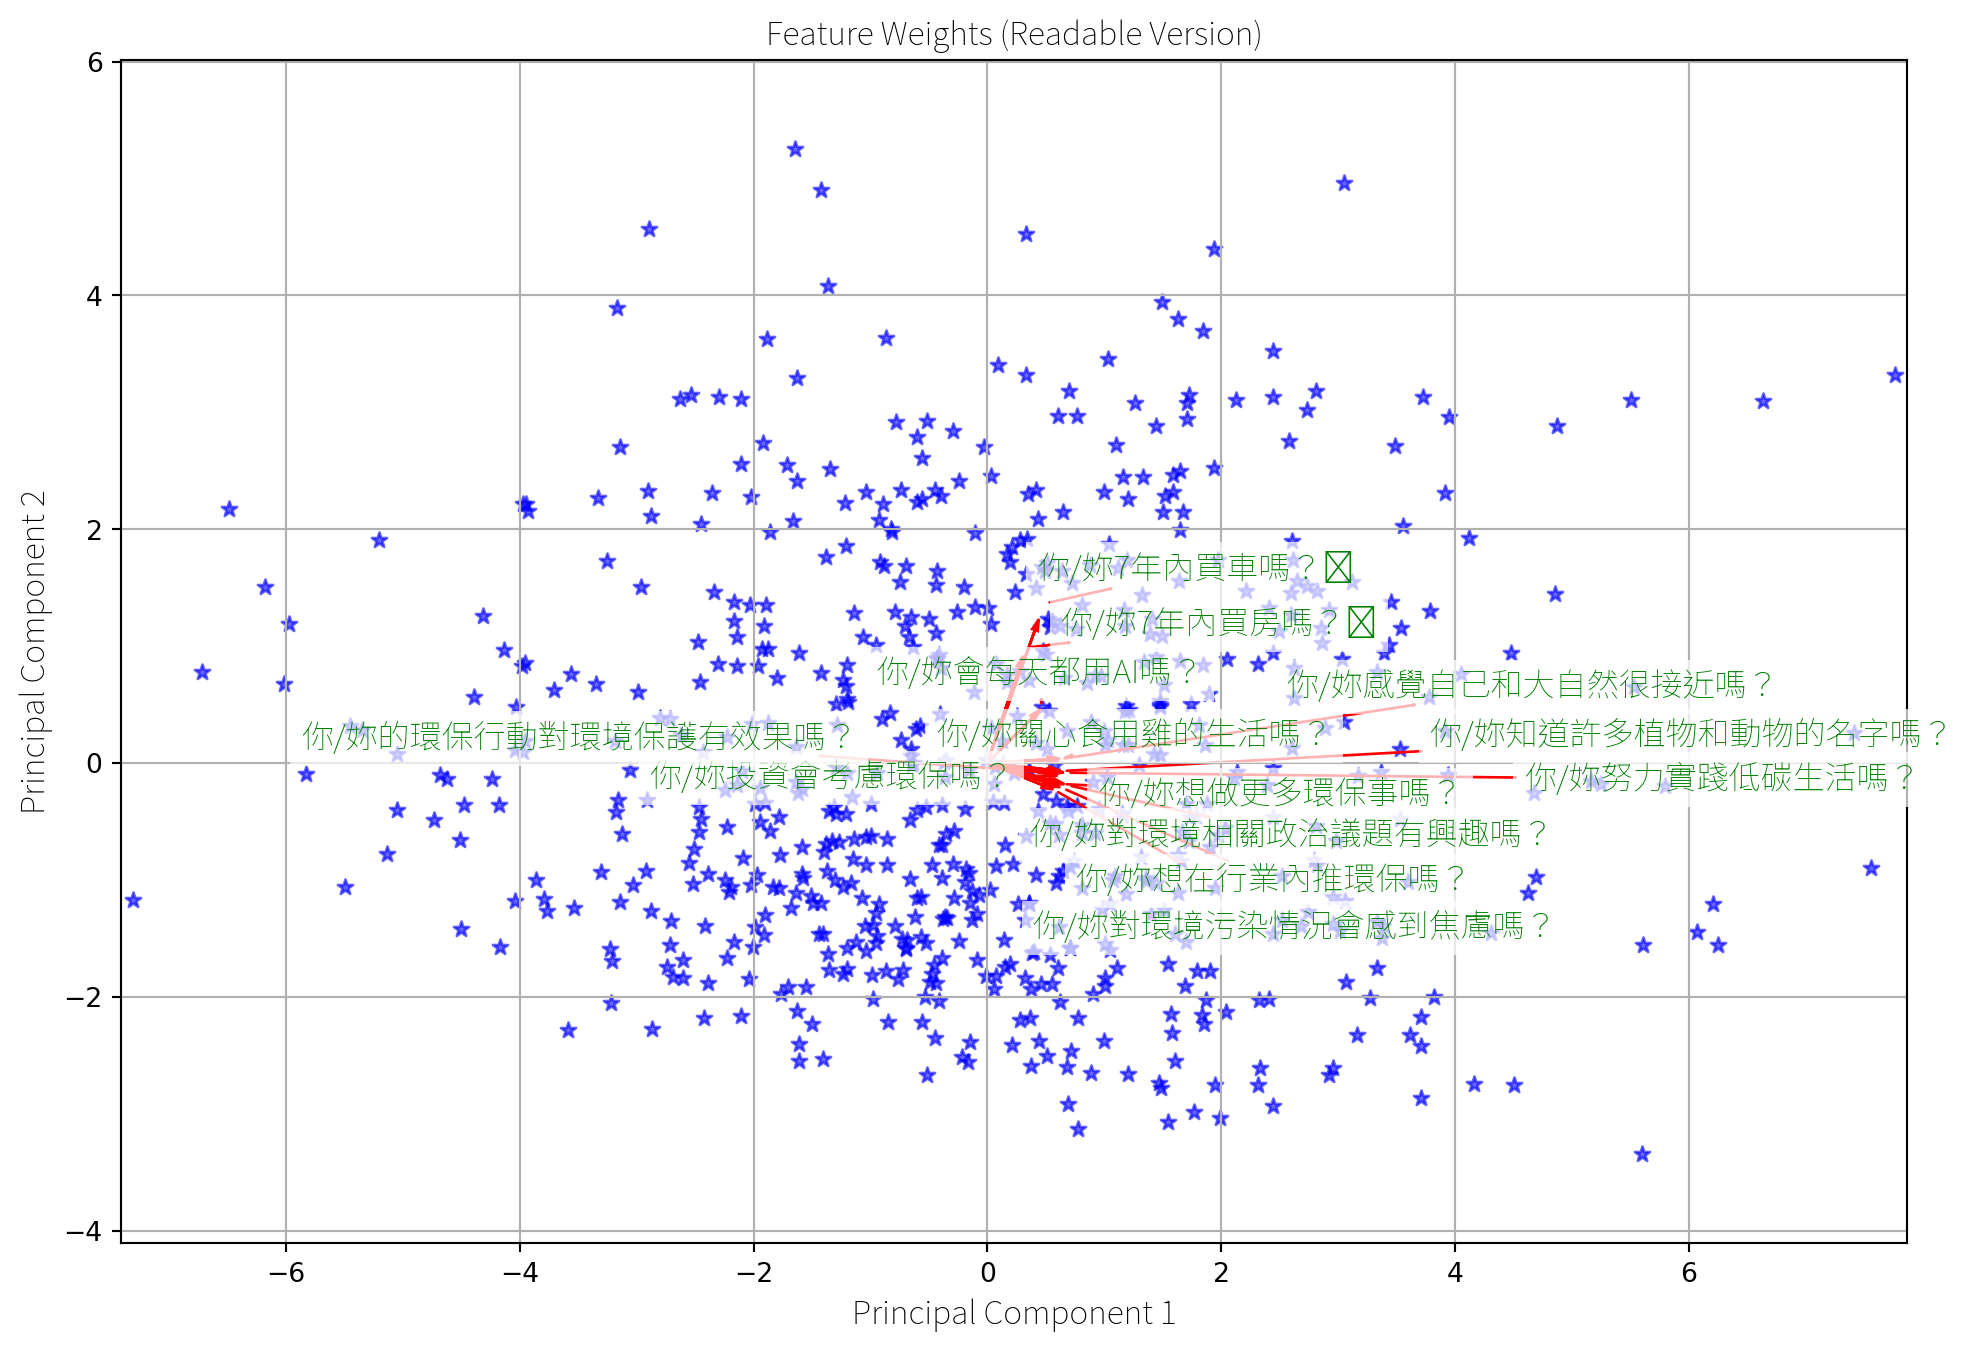 Feature Weights (Readable Version)
6
4
2
0
−2
−4
Principal Component 2
你/妳7年內買車嗎？
你/妳7年內買房嗎？
你/妳會每天都用AI嗎？
你/妳感覺自己和大自然很接近嗎？
你/妳的環保行動對環境保護有效果嗎？
你/妳關心食用雞的生活嗎？
你/妳知道許多植物和動物的名字嗎？
你/妳投資會考慮環保嗎？
你/妳努力實踐低碳生活嗎？
你/妳想做更多環保事嗎？
你/妳對環境相關政治議題有興趣嗎？
你/妳想在行業內推環保嗎？
你/妳對環境污染情況會感到焦慮嗎？
−6 −4 −2 0 2 4 6
Principal Component 1